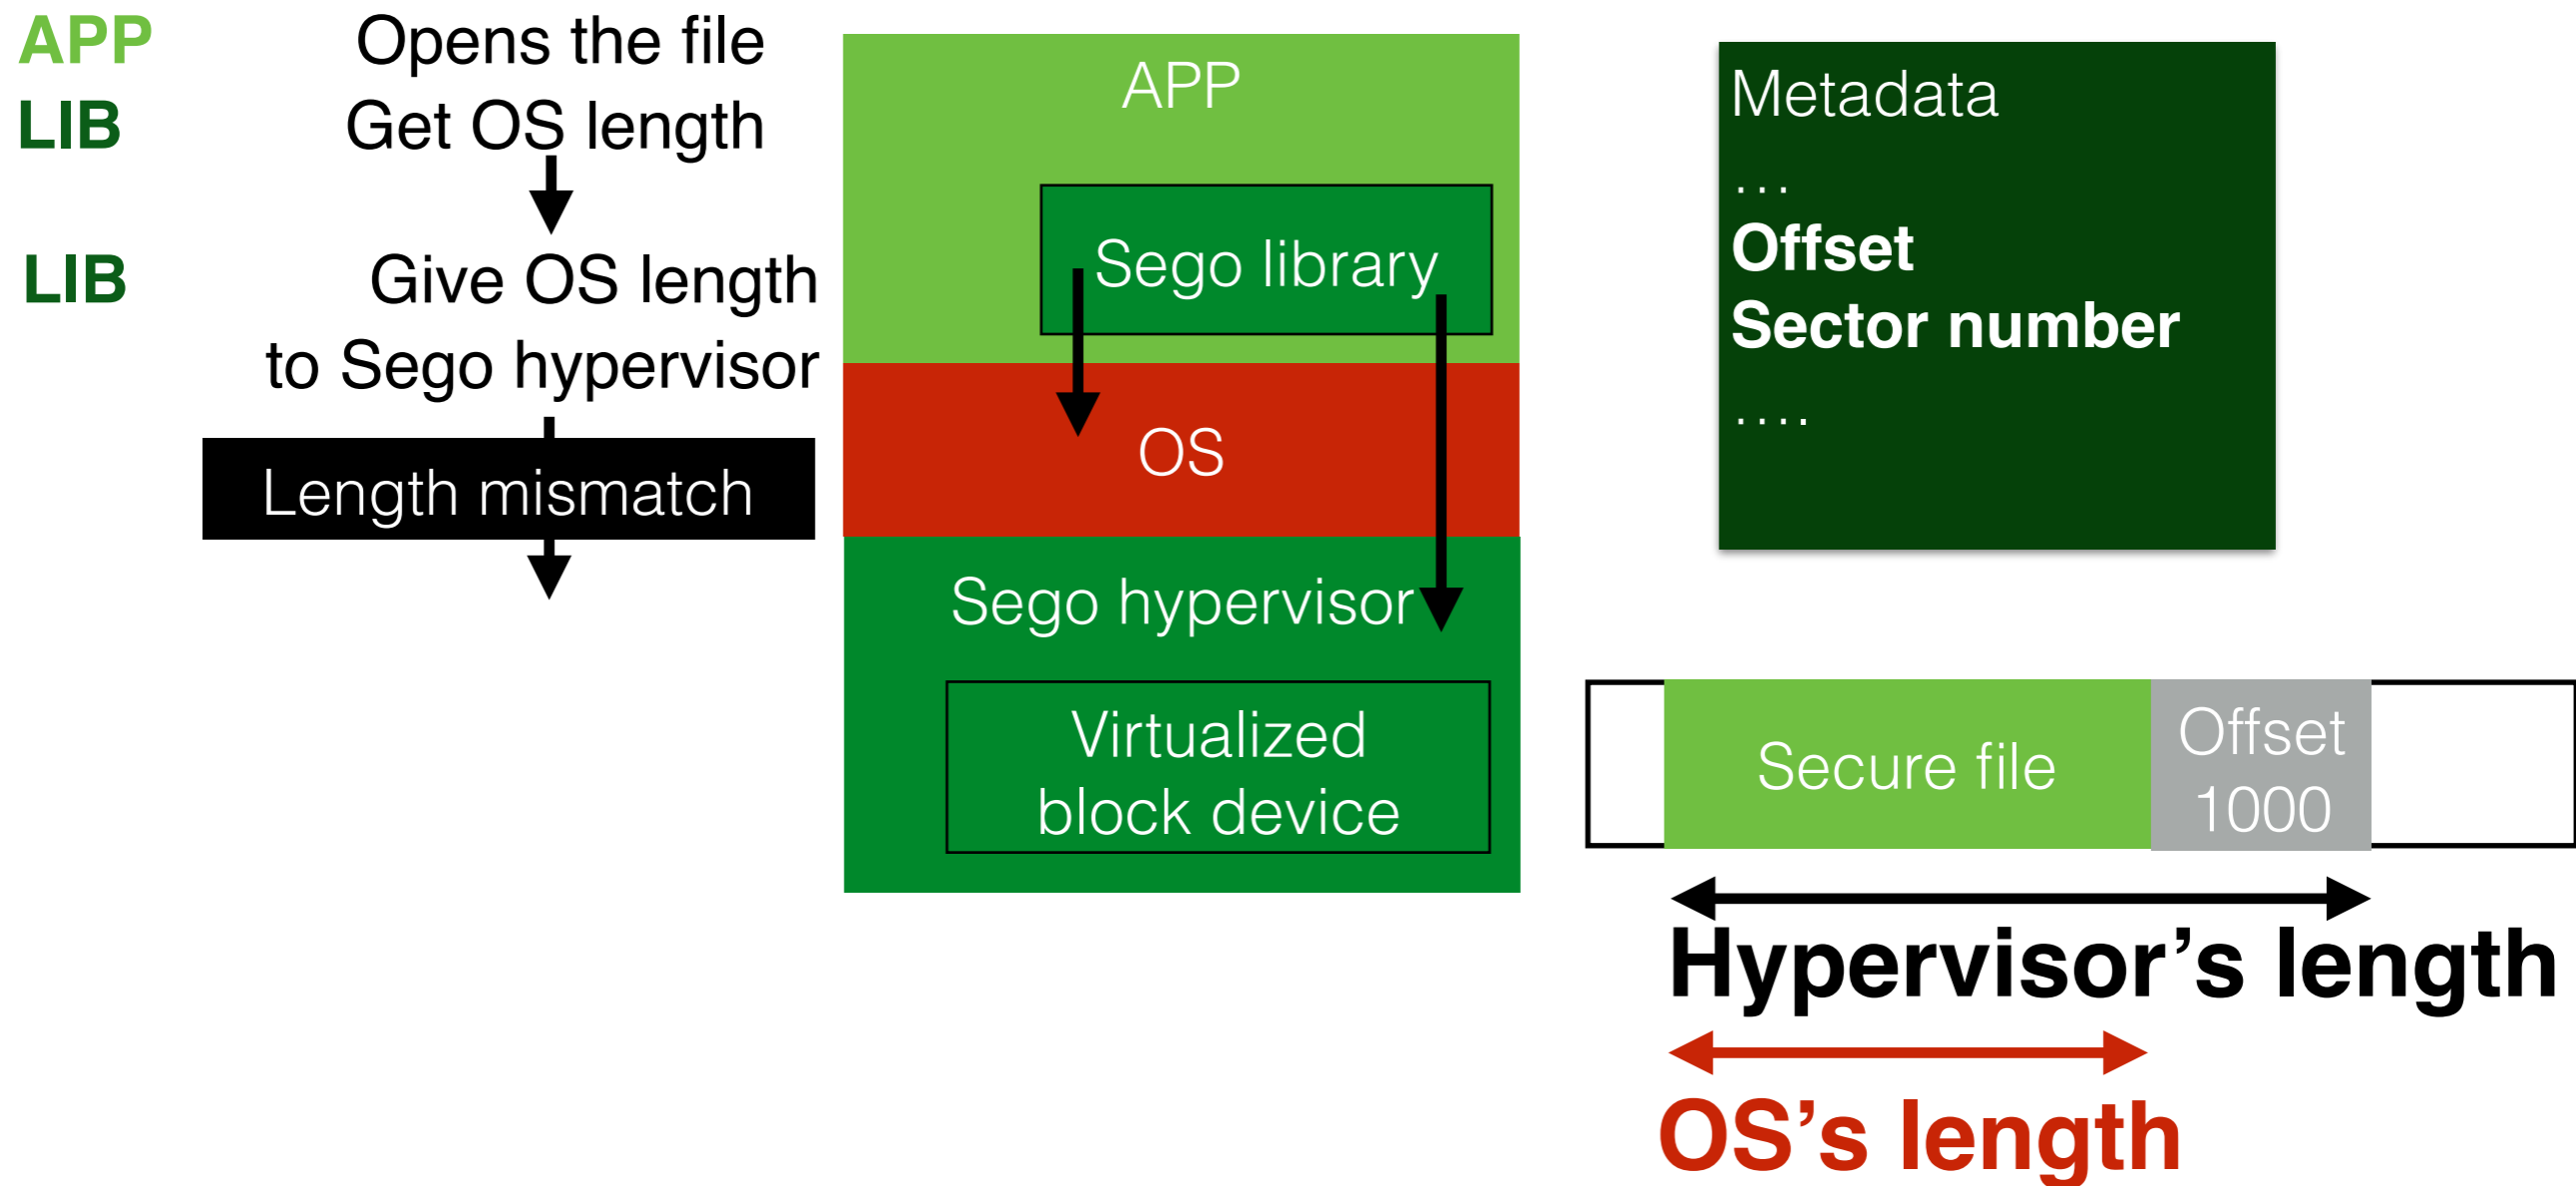 APP Opens the file
LIB Get OS length
LIB Give OS length
to Sego hypervisor
Length mismatch
APP
Sego library
OS
Sego hypervisor
Virtualized
block device
Metadata
...
Offset
Sector number
....
Secure file
Offset
1000
Hypervisor’s length
OS’s length